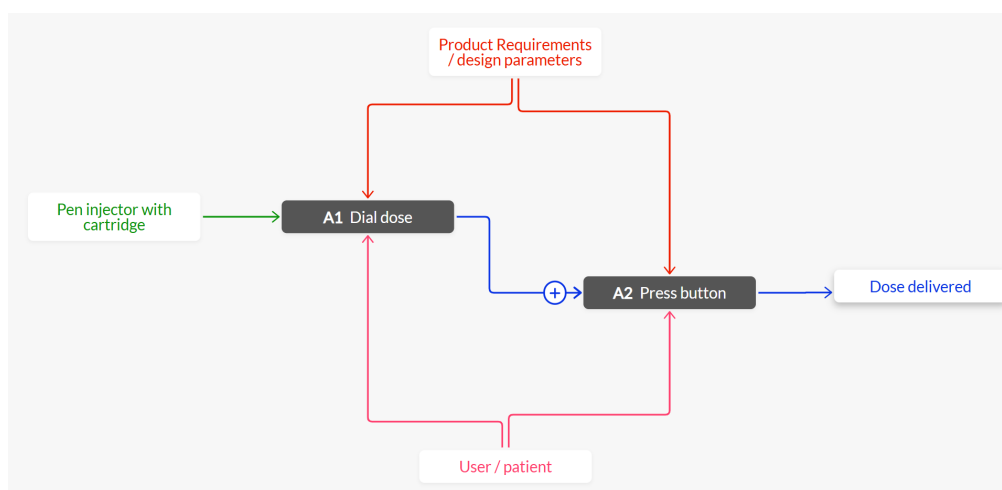 Product Requirements
/ design parameters
Pen injector with
cartridge
A1 Dial dose
A2 Press button
Dose delivered
User / patient